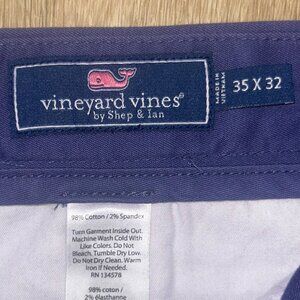 vineyard vines®
by Shep & Ian
MADE IN
VIETNAM
35 X 32
98% Cotton / 2% Spandex
Turn Garment Inside Out.
Machine Wash Cold With
Like Colors. Do Not
Bleach. Tumble Dry Low.
Do Not Dry Clean. Warm
Iron If Needed.
RN 134578
98% coton /
2% élasthanne